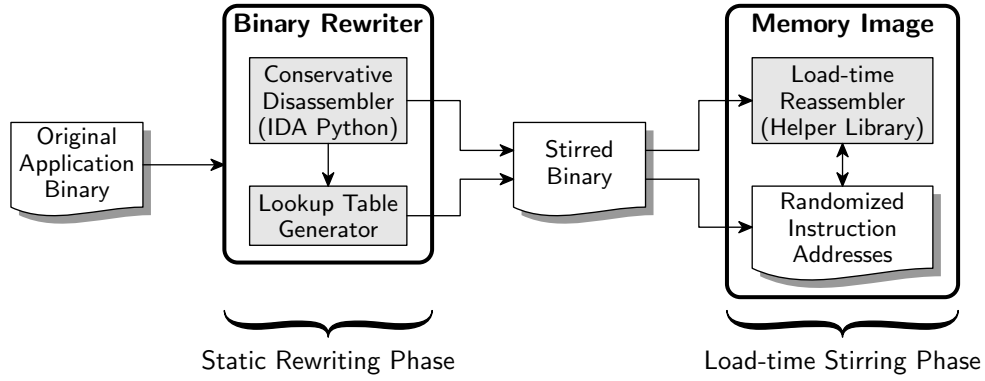 Binary Rewriter
Conservative
Disassembler
(IDA Python)
Lookup Table
Generator
Original
Application
Binary
Stirred
Binary
Memory Image
Load-time
Reassembler
(Helper Library)
Randomized
Instruction
Addresses
Static Rewriting Phase
Load-time Stirring Phase